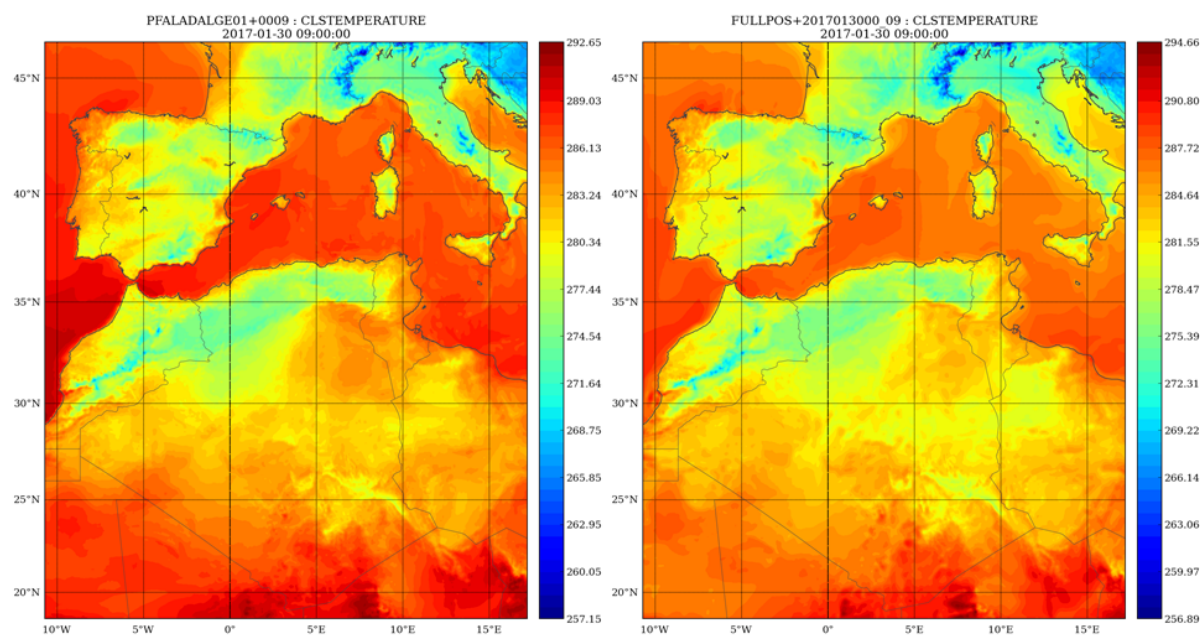 PFALADALGE01+0009 : CLSTEMPERATURE
2017-01-30 09:00:00
45°N
40°N
35°N
30°N
25°N
20°N
10°W
5°W
0°
5°E
10°E
15°E
292.65
289.03
286.13
283.24
280.34
277.44
274.54
271.64
268.75
265.85
262.95
260.05
257.15
FULLPOS+2017013000_09 : CLSTEMPERATURE
2017-01-30 09:00:00
45°N
40°N
35°N
30°N
25°N
20°N
10°W
5°W
0°
5°E
10°E
15°E
294.66
290.80
287.72
284.64
281.55
278.47
275.39
272.31
269.22
266.14
263.06
259.97
256.89